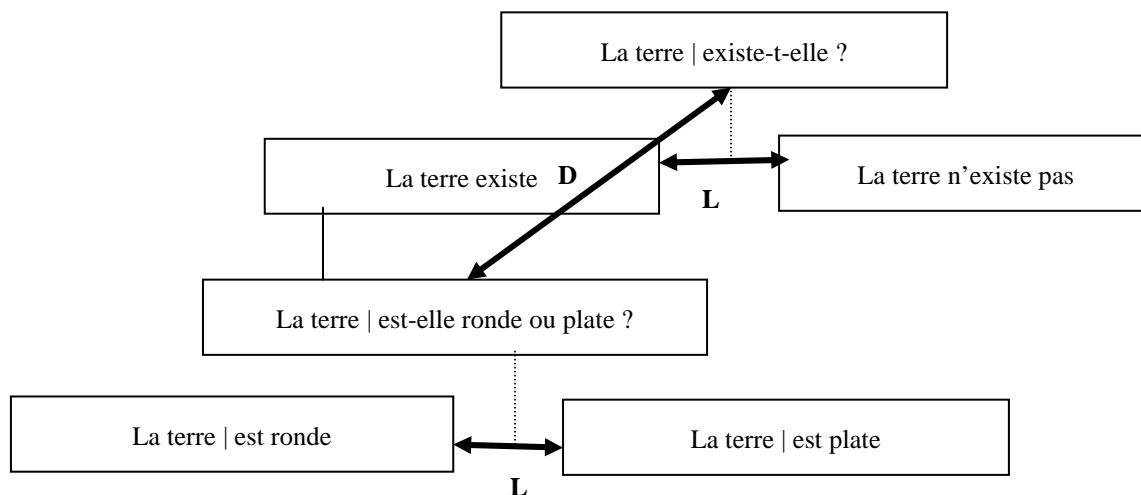 La terre | existe-t-elle ?
La terre existe
D
L
La terre n’existe pas
La terre | est-elle ronde ou plate ?
La terre | est ronde
La terre | est plate
L